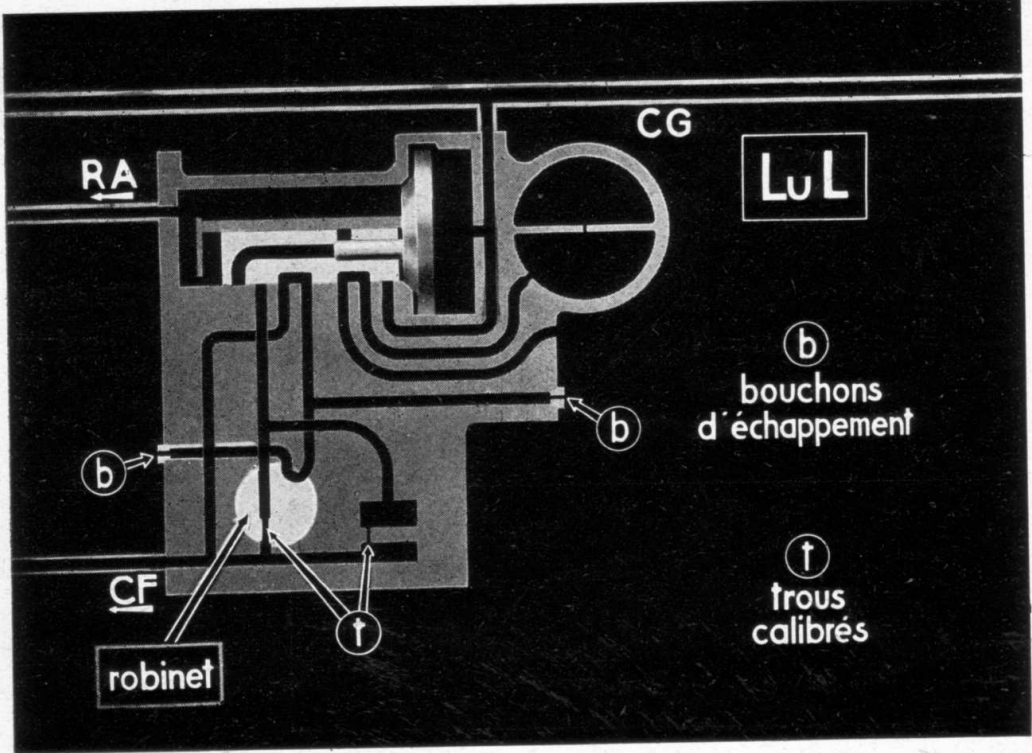 CG
RA
LuL
b
bouchons
d'échappement
b
b
t
trous
calibrés
CF
t
robinet